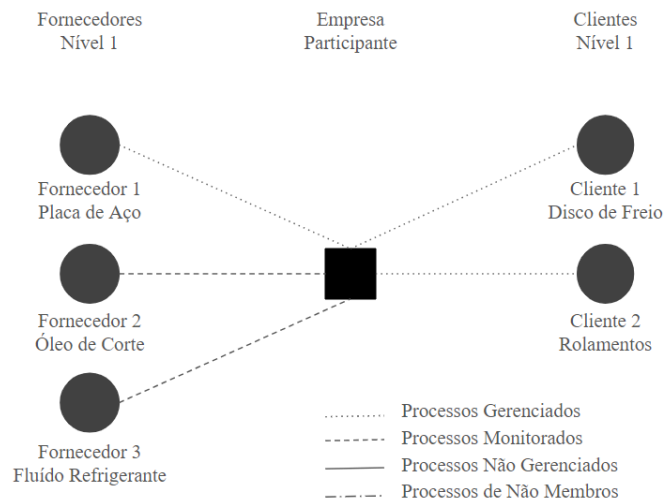 Fornecedores
Nível 1
Empresa
Participante
Clientes
Nível 1
Fornecedor 1
Placa de Aço
Cliente 1
Disco de Freio
Fornecedor 2
Óleo de Corte
Cliente 2
Rolamentos
Fornecedor 3
Fluído Refrigerante
Processos Gerenciados
Processos Monitorados
Processos Não Gerenciados
Processos de Não Membros